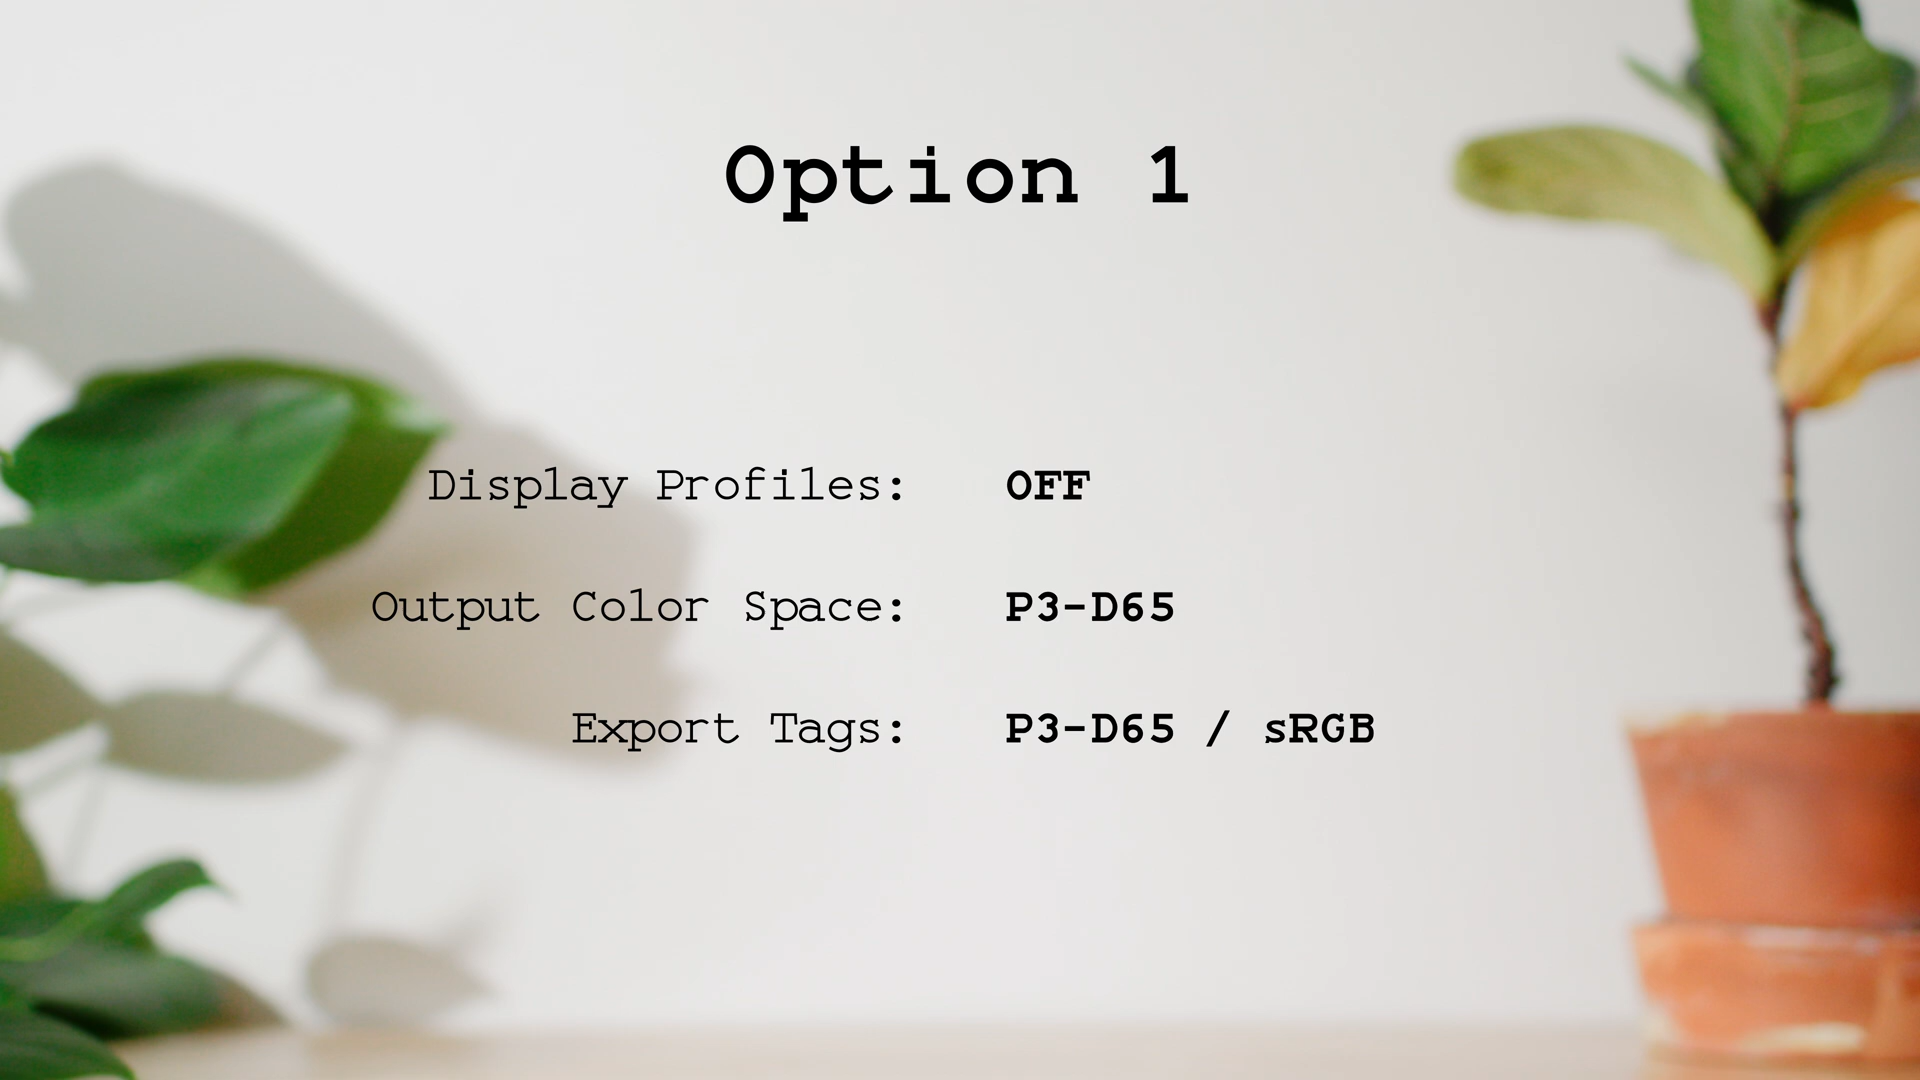 Option 1
Display Profiles: OFF
Output Color Space: P3-D65
Export Tags: P3-D65 / sRGB